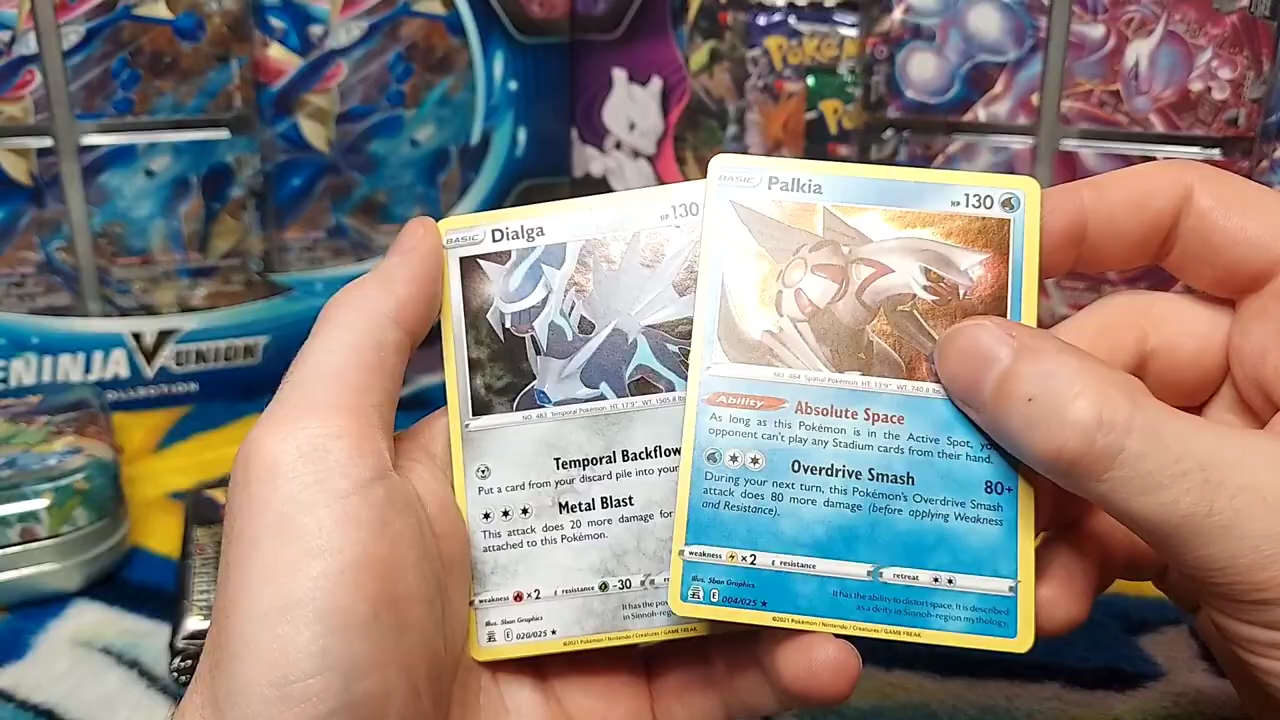 POKéM
Po
ENINJA V-UNION
COLLECTION
BASIC Dialga HP 130
NO. 483 Temporal Pokémon HT: 17'9" WT: 1505.8 lbs
Temporal Backflow
Put a card from your discard pile into your
Metal Blast
This attack does 20 more damage for
attached to this Pokémon.
weakness ×2 resistance -30
It has the
in Sinnoh-reg
Illus. 5ban Graphics
E 020/025 ★
©2021 Pokémon / Nintendo / Creatures / GAME FREAK
BASIC Palkia HP 130
NO. 484 Spatial Pokémon HT: 13'9" WT: 740.8 lbs
Ability Absolute Space
As long as this Pokémon is in the Active Spot,
opponent can't play any Stadium cards from their hand.
Overdrive Smash 80+
During your next turn, this Pokémon's Overdrive Smash
attack does 80 more damage (before applying Weakness
and Resistance).
weakness ×2 resistance retreat
It has the ability to distort space. It is described
as a deity in Sinnoh-region mythology.
Illus. 5ban Graphics
E 004/025 ★
©2021 Pokémon / Nintendo / Creatures / GAME FREAK